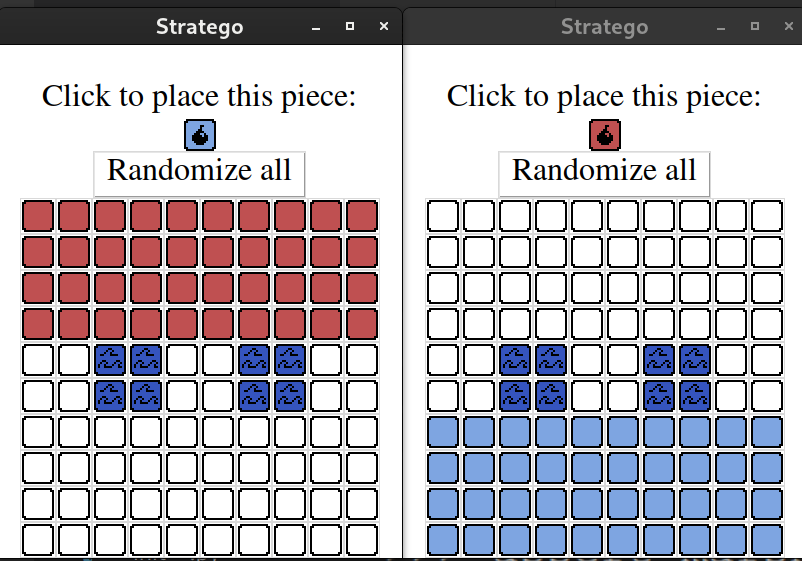 Stratego
Click to place this piece:
Randomize all
Stratego
Click to place this piece:
Randomize all